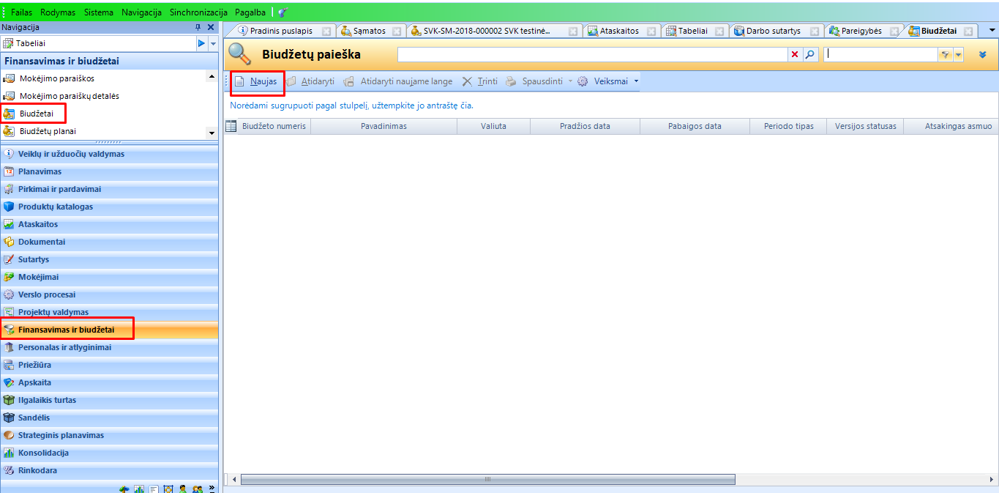 Failas Rodymas Sistema Navigacija Sinchronizacija Pagalba
Navigacija
Tabeliai
Finansavimas ir biudžetai
Mokėjimo paraiškos
Mokėjimo paraiškų detalės
Biudžetai
Biudžetų planai
Veiklų ir užduočių valdymas
Planavimas
Pirkimai ir pardavimai
Produktų katalogas
Ataskaitos
Dokumentai
Sutartys
Mokėjimai
Verslo procesai
Projektų valdymas
Finansavimas ir biudžetai
Personalas ir atlyginimai
Priežiūra
Apskaita
Ilgalaikis turtas
Sandėlis
Strateginis planavimas
Konsolidacija
Rinkodara
Pradinis puslapis Sąmatos SVK-SM-2018-000002 SVK testinė... Ataskaitos Tabeliai Darbo sutartys Pareigybės Biudžetai
Biudžetų paieška
Naujas Atidaryti Atidaryti naujame lange Trinti Spausdinti Veiksmai
Norėdami sugrupuoti pagal stulpelį, užtempkite jo antraštę čia.
Biudžeto numeris Pavadinimas Valiuta Pradžios data Pabaigos data Periodo tipas Versijos statusas Atsakingas asmuo